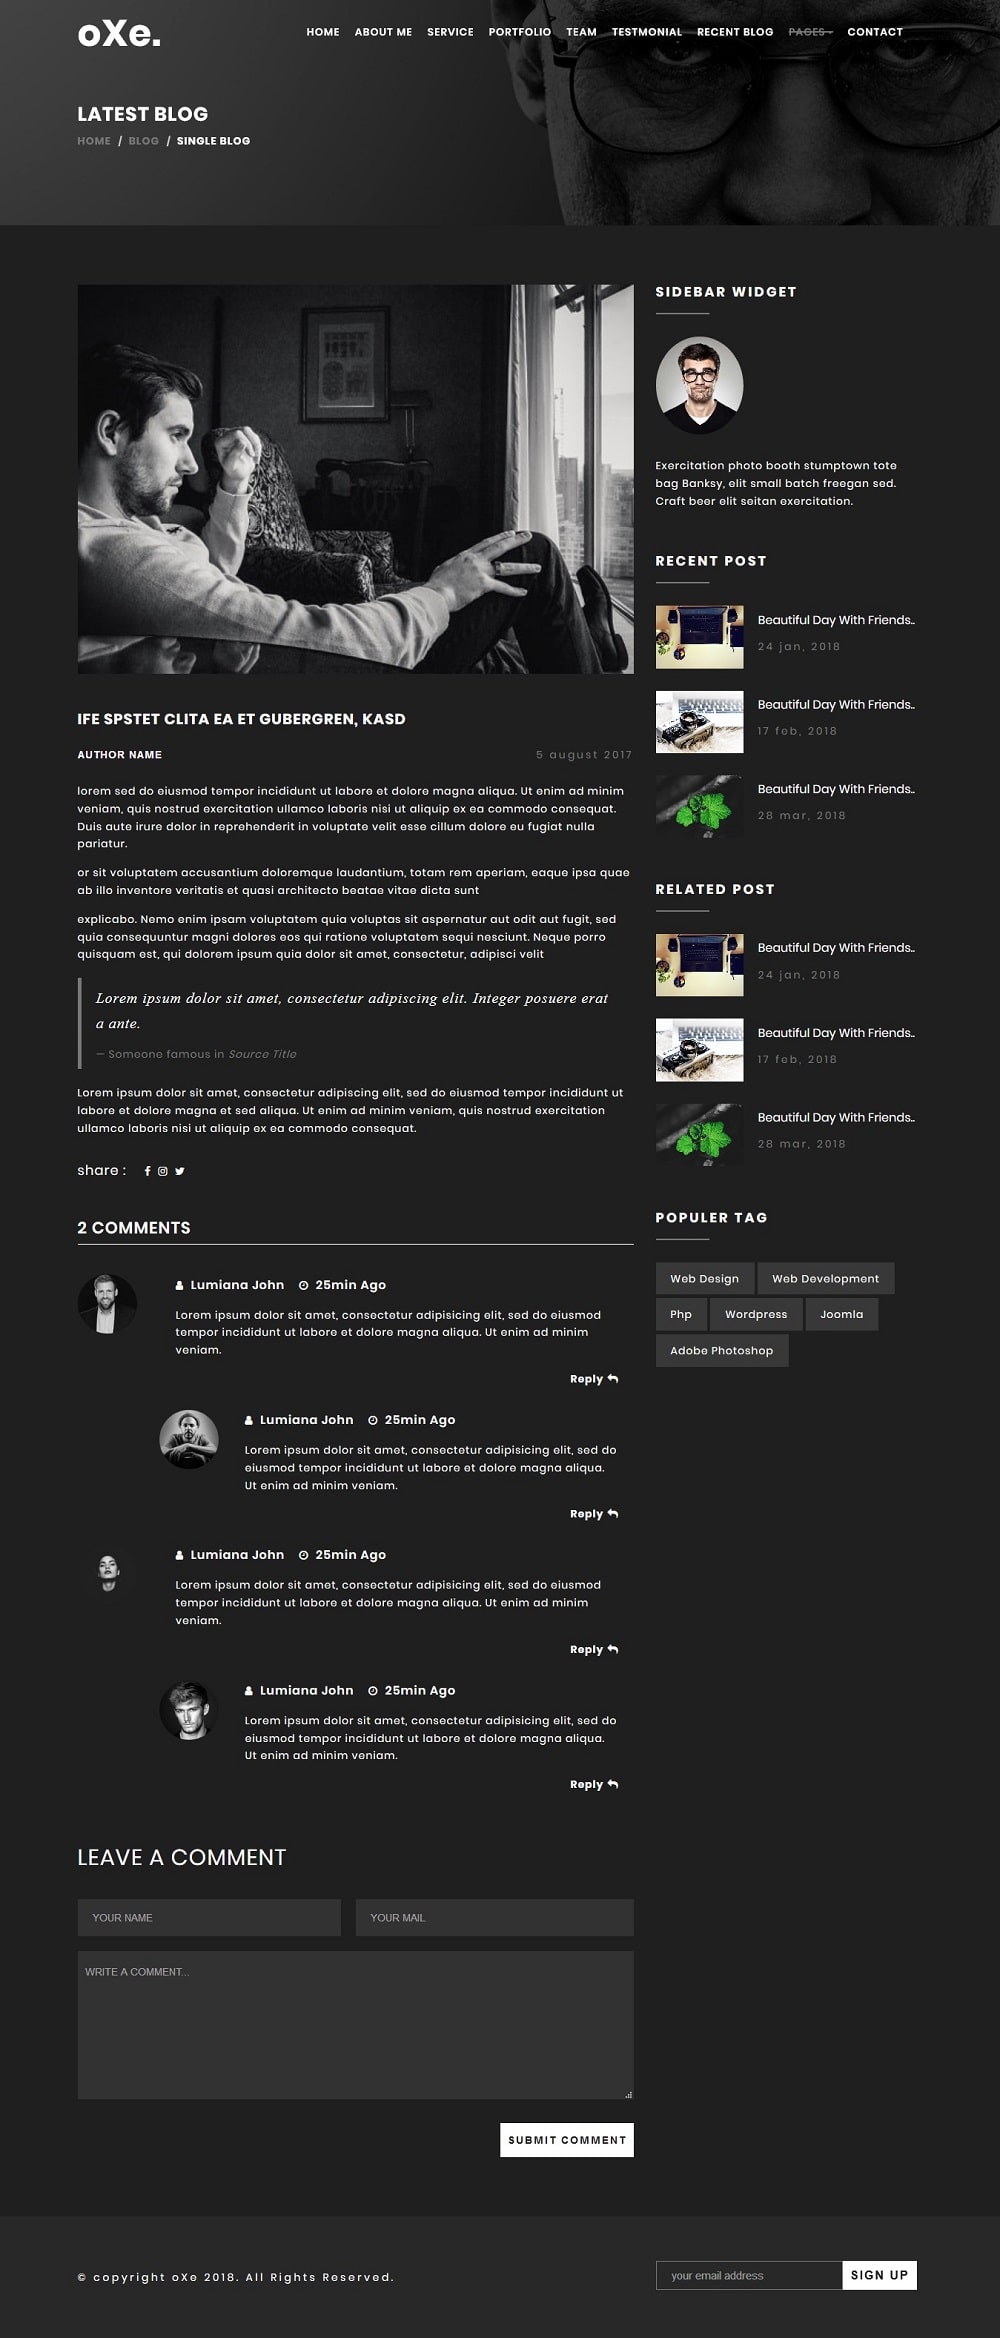 oXe.
HOME ABOUT ME SERVICE PORTFOLIO TEAM TESTMONIAL RECENT BLOG PAGES CONTACT
LATEST BLOG
HOME / BLOG / SINGLE BLOG
IFE SPSTET CLITA EA ET GUBERGREN, KASD
AUTHOR NAME 5 august 2017
lorem sed do eiusmod tempor incididunt ut labore et dolore magna aliqua. Ut enim ad minim
veniam, quis nostrud exercitation ullamco laboris nisi ut aliquip ex ea commodo consequat.
Duis aute irure dolor in reprehenderit in voluptate velit esse cillum dolore eu fugiat nulla
pariatur.
or sit voluptatem accusantium doloremque laudantium, totam rem aperiam, eaque ipsa quae
ab illo inventore veritatis et quasi architecto beatae vitae dicta sunt
explicabo. Nemo enim ipsam voluptatem quia voluptas sit aspernatur aut odit aut fugit, sed
quia consequuntur magni dolores eos qui ratione voluptatem sequi nesciunt. Neque porro
quisquam est, qui dolorem ipsum quia dolor sit amet, consectetur, adipisci velit
Lorem ipsum dolor sit amet, consectetur adipiscing elit. Integer posuere erat
a ante.
— Someone famous in Source Title
Lorem ipsum dolor sit amet, consectetur adipiscing elit, sed do eiusmod tempor incididunt ut
labore et dolore magna et sed aliqua. Ut enim ad minim veniam, quis nostrud exercitation
ullamco laboris nisi ut aliquip ex ea commodo consequat.
share :
2 COMMENTS
Lumiana John 25min Ago
Lorem ipsum dolor sit amet, consectetur adipisicing elit, sed do eiusmod
tempor incididunt ut labore et dolore magna aliqua. Ut enim ad minim
veniam.
Reply
Lumiana John 25min Ago
Lorem ipsum dolor sit amet, consectetur adipisicing elit, sed do
eiusmod tempor incididunt ut labore et dolore magna aliqua.
Ut enim ad minim veniam.
Reply
Lumiana John 25min Ago
Lorem ipsum dolor sit amet, consectetur adipisicing elit, sed do eiusmod
tempor incididunt ut labore et dolore magna aliqua. Ut enim ad minim
veniam.
Reply
Lumiana John 25min Ago
Lorem ipsum dolor sit amet, consectetur adipisicing elit, sed do
eiusmod tempor incididunt ut labore et dolore magna aliqua.
Ut enim ad minim veniam.
Reply
LEAVE A COMMENT
YOUR NAME YOUR MAIL
WRITE A COMMENT...
SUBMIT COMMENT
SIDEBAR WIDGET
Exercitation photo booth stumptown tote
bag Banksy, elit small batch freegan sed.
Craft beer elit seitan exercitation.
RECENT POST
Beautiful Day With Friends..
24 jan, 2018
Beautiful Day With Friends..
17 feb, 2018
Beautiful Day With Friends..
28 mar, 2018
RELATED POST
Beautiful Day With Friends..
24 jan, 2018
Beautiful Day With Friends..
17 feb, 2018
Beautiful Day With Friends..
28 mar, 2018
POPULER TAG
Web Design Web Development
Php Wordpress Joomla
Adobe Photoshop
© copyright oXe 2018. All Rights Reserved.
your email address SIGN UP